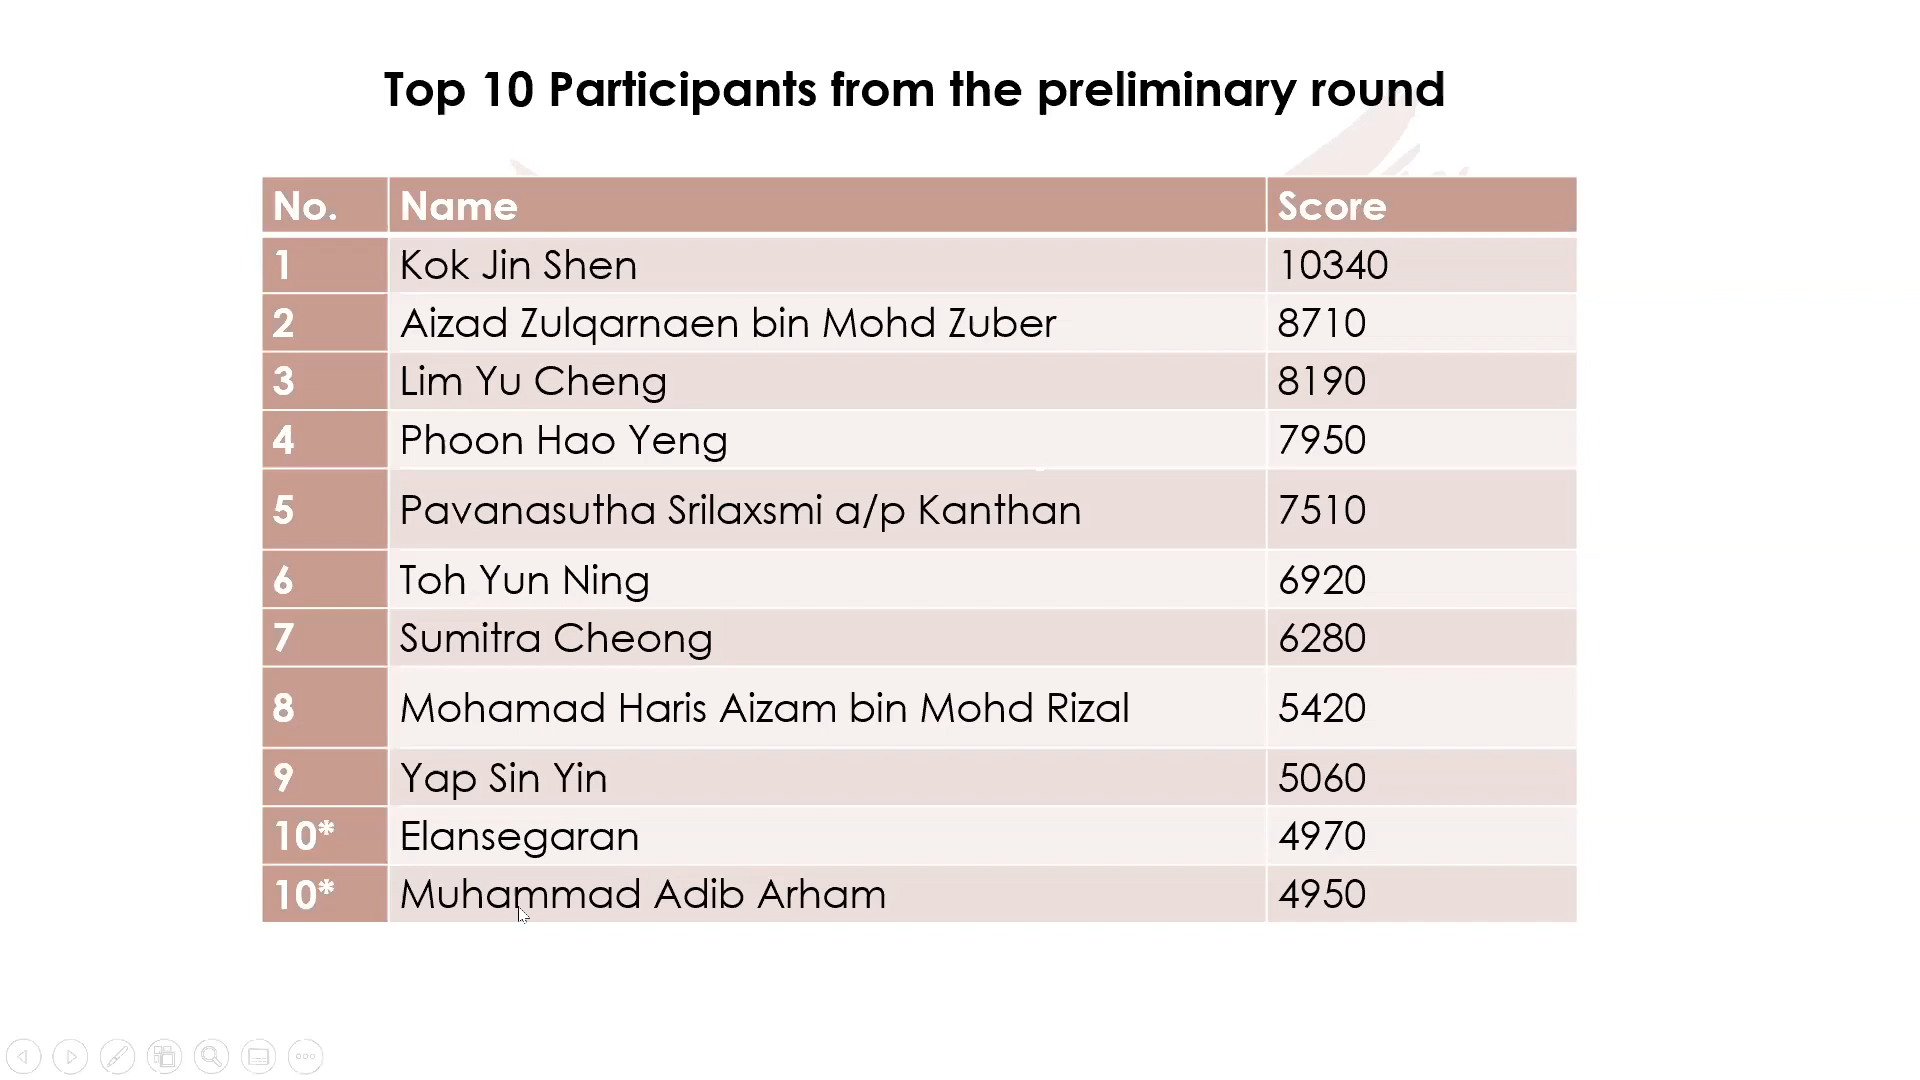 Top 10 Participants from the preliminary round
No. Name Score
1 Kok Jin Shen 10340
2 Aizad Zulqarnaen bin Mohd Zuber 8710
3 Lim Yu Cheng 8190
4 Phoon Hao Yeng 7950
5 Pavanasutha Srilaxsmi a/p Kanthan 7510
6 Toh Yun Ning 6920
7 Sumitra Cheong 6280
8 Mohamad Haris Aizam bin Mohd Rizal 5420
9 Yap Sin Yin 5060
10* Elansegaran 4970
10* Muhammad Adib Arham 4950